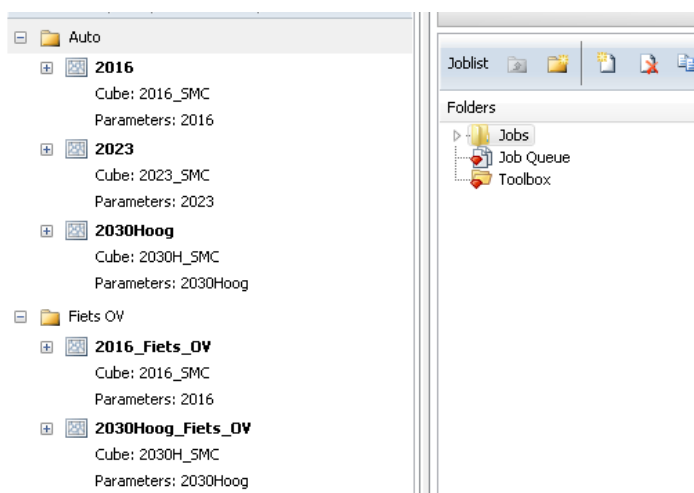 Auto
2016
Cube: 2016_SMC
Parameters: 2016
2023
Cube: 2023_SMC
Parameters: 2023
2030Hoog
Cube: 2030H_SMC
Parameters: 2030Hoog
Fiets OV
2016_Fiets_OV
Cube: 2016_SMC
Parameters: 2016
2030Hoog_Fiets_OV
Cube: 2030H_SMC
Parameters: 2030Hoog
Joblist
Folders
Jobs
Job Queue
Toolbox